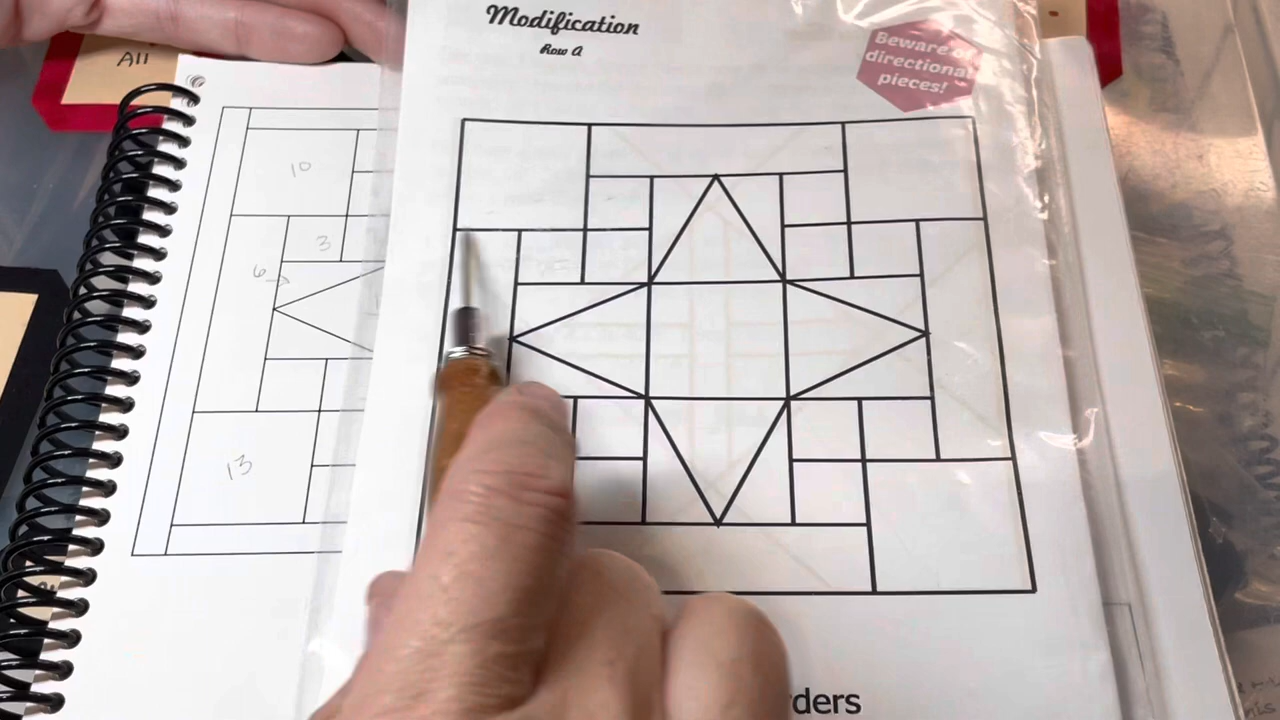 Modification
Row A
Beware of
directional
pieces!
All
10
3
6
13
rders